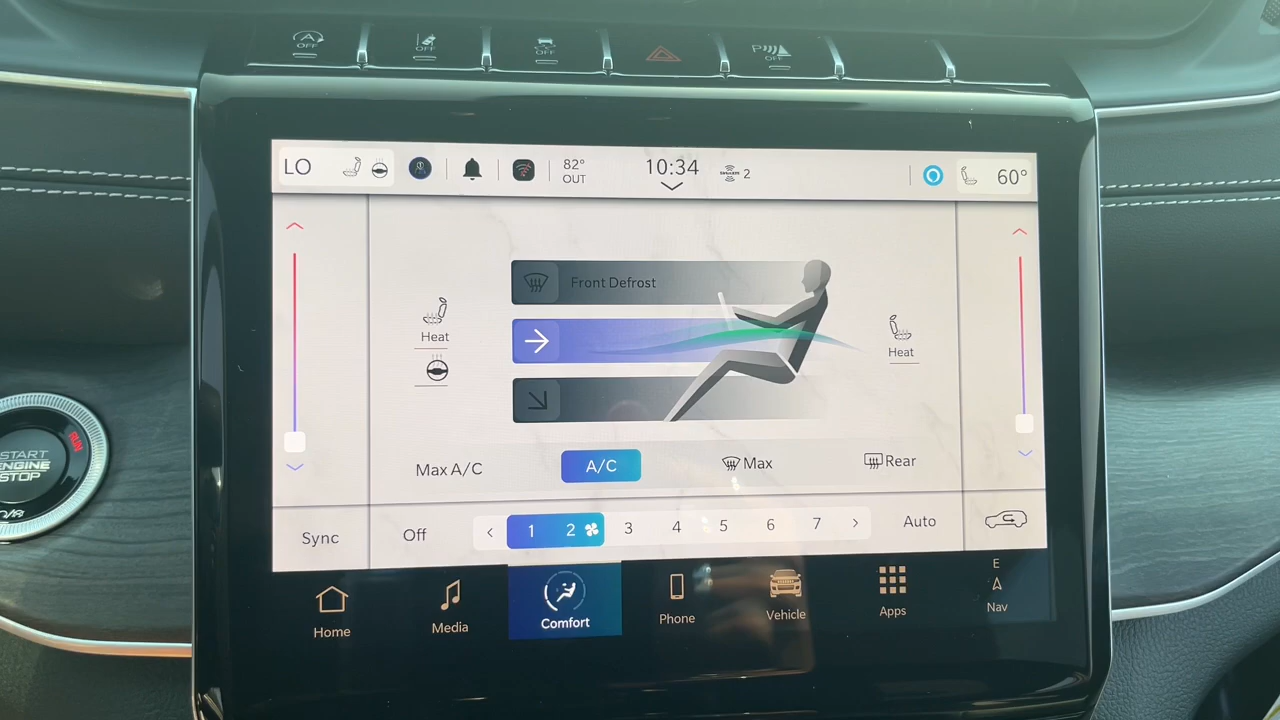 A
OFF
OFF
OFF
P
OFF
LO
82°
OUT
10:34
2
60°
Front Defrost
Heat
Heat
Max A/C
A/C
Max
Rear
Sync
Off
1
2
3
4
5
6
7
Auto
START
ENGINE
STOP
RUN
Home
Media
Comfort
Phone
Vehicle
Apps
E
Nav